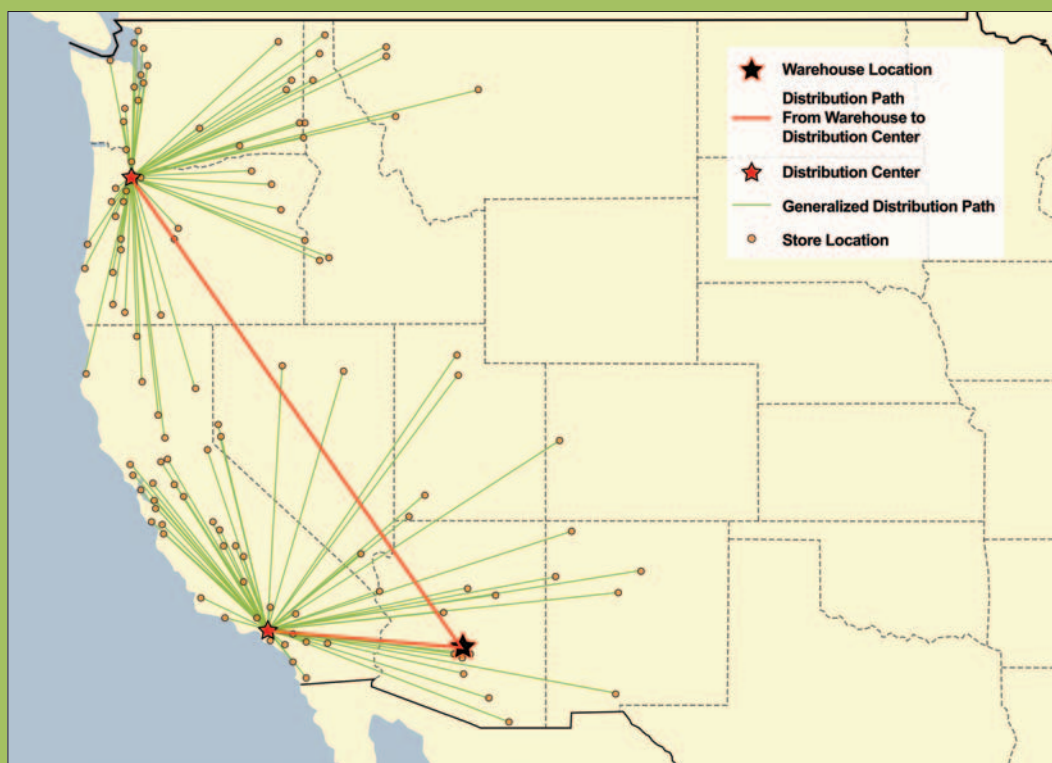 Warehouse Location
Distribution Path
From Warehouse to
Distribution Center
Distribution Center
Generalized Distribution Path
Store Location